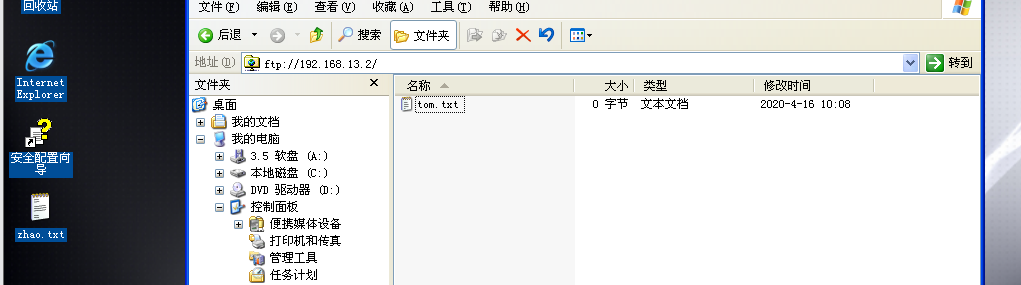 回收站
Internet
Explorer
安全配置向
导
zhao.txt
文件(F) 编辑(E) 查看(V) 收藏(A) 工具(T) 帮助(H)
后退 搜索 文件夹
地址(D) ftp://192.168.13.2/ 转到
文件夹
桌面
我的文档
我的电脑
3.5 软盘 (A:)
本地磁盘 (C:)
DVD 驱动器 (D:)
控制面板
便携媒体设备
打印机和传真
管理工具
任务计划
名称 大小 类型 修改时间
tom.txt 0 字节 文本文档 2020-4-16 10:08